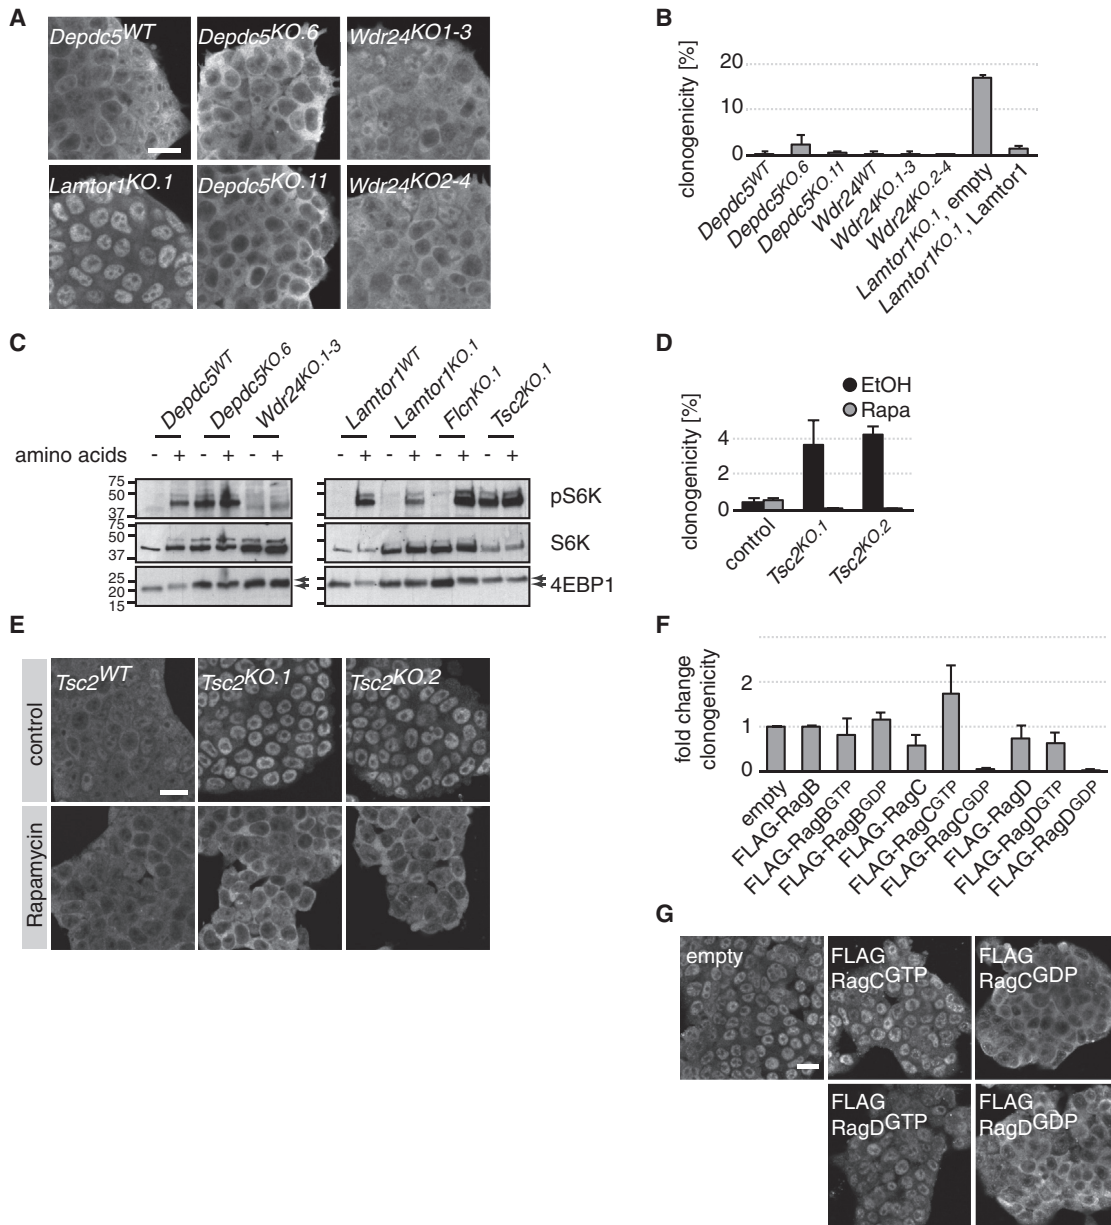 A
Depdc5WT
Depdc5KO.6
Wdr24KO1-3
Lamtor1KO.1
Depdc5KO.11
Wdr24KO2-4
B
clonogenicity [%]
20
10
0
Depdc5WT
Depdc5KO.6
Depdc5KO.11
Wdr24WT
Wdr24KO.1-3
Wdr24KO.2-4
Lamtor1KO.1, empty
Lamtor1KO.1, Lamtor1
C
Depdc5WT
Depdc5KO.6
Wdr24KO.1-3
Lamtor1WT
Lamtor1KO.1
FlcnKO.1
Tsc2KO.1
amino acids - + - + - + - + - + - + - +
75
50
37
pS6K
75
50
37
S6K
25
20
15
4EBP1
D
EtOH
Rapa
clonogenicity [%]
4
2
0
control
Tsc2KO.1
Tsc2KO.2
E
control
Tsc2WT
Tsc2KO.1
Tsc2KO.2
Rapamycin
F
fold change
clonogenicity
2
1
0
empty
FLAG-RagB
FLAG-RagBGTP
FLAG-RagBGDP
FLAG-RagC
FLAG-RagCGTP
FLAG-RagCGDP
FLAG-RagD
FLAG-RagDGTP
FLAG-RagDGDP
G
empty
FLAG
RagCGTP
FLAG
RagCGDP
FLAG
RagDGTP
FLAG
RagDGDP